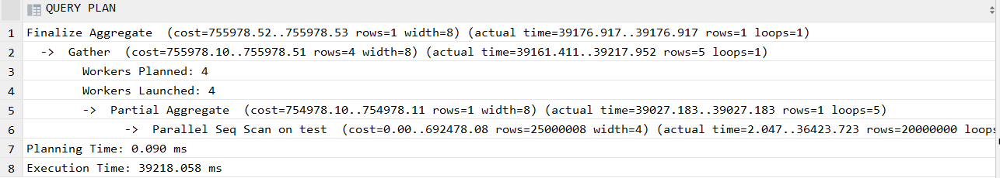 QUERY PLAN
1 Finalize Aggregate (cost=755978.52..755978.53 rows=1 width=8) (actual time=39176.917..39176.917 rows=1 loops=1)
2 -> Gather (cost=755978.10..755978.51 rows=4 width=8) (actual time=39161.411..39217.952 rows=5 loops=1)
3 Workers Planned: 4
4 Workers Launched: 4
5 -> Partial Aggregate (cost=754978.10..754978.11 rows=1 width=8) (actual time=39027.183..39027.183 rows=1 loops=5)
6 -> Parallel Seq Scan on test (cost=0.00..692478.08 rows=25000008 width=4) (actual time=2.047..36423.723 rows=20000000 loops
7 Planning Time: 0.090 ms
8 Execution Time: 39218.058 ms